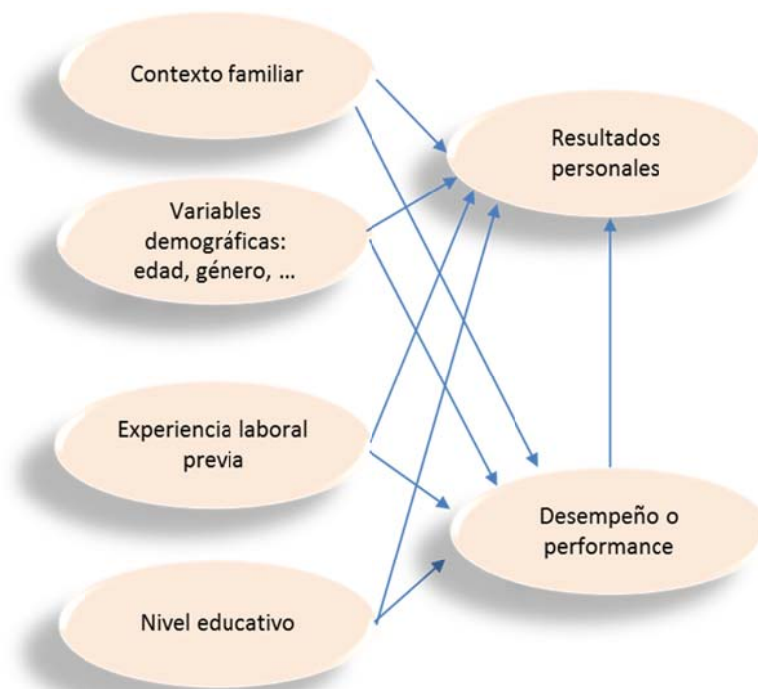 Contexto familiar
Resultados
personales
Variables
demográficas:
edad, género, ...
Experiencia laboral
previa
Desempeño o
performance
Nivel educativo